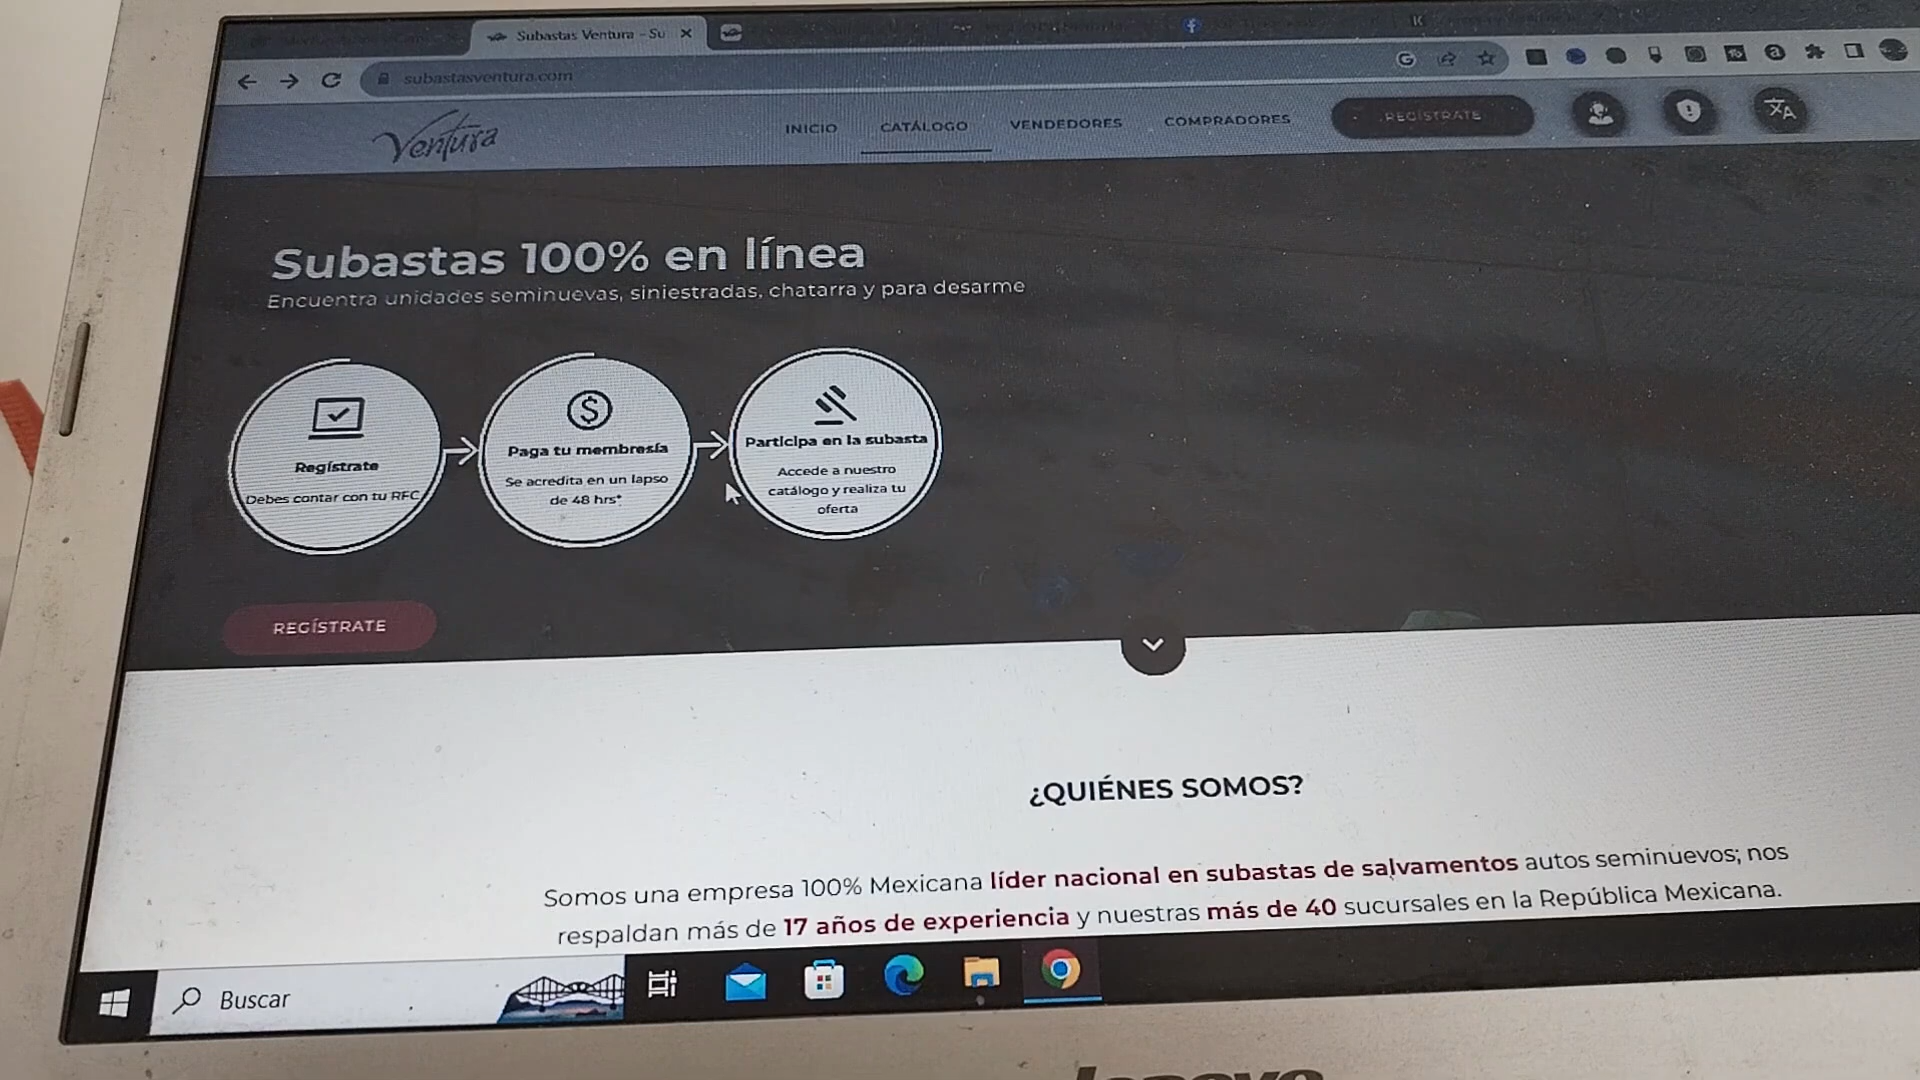 Subastas Ventura - Su
subastasventura.com
Ventura
INICIO CATÁLOGO VENDEDORES COMPRADORES REGÍSTRATE
Subastas 100% en línea
Encuentra unidades seminuevas, siniestradas, chatarra y para desarme
Regístrate
Debes contar con tu RFC
Paga tu membresía
Se acredita en un lapso
de 48 hrs*
Participa en la subasta
Accede a nuestro
catálogo y realiza tu
oferta
REGÍSTRATE
¿QUIÉNES SOMOS?
Somos una empresa 100% Mexicana líder nacional en subastas de salvamentos autos seminuevos; nos
respaldan más de 17 años de experiencia y nuestras más de 40 sucursales en la República Mexicana.
Buscar
lenovo